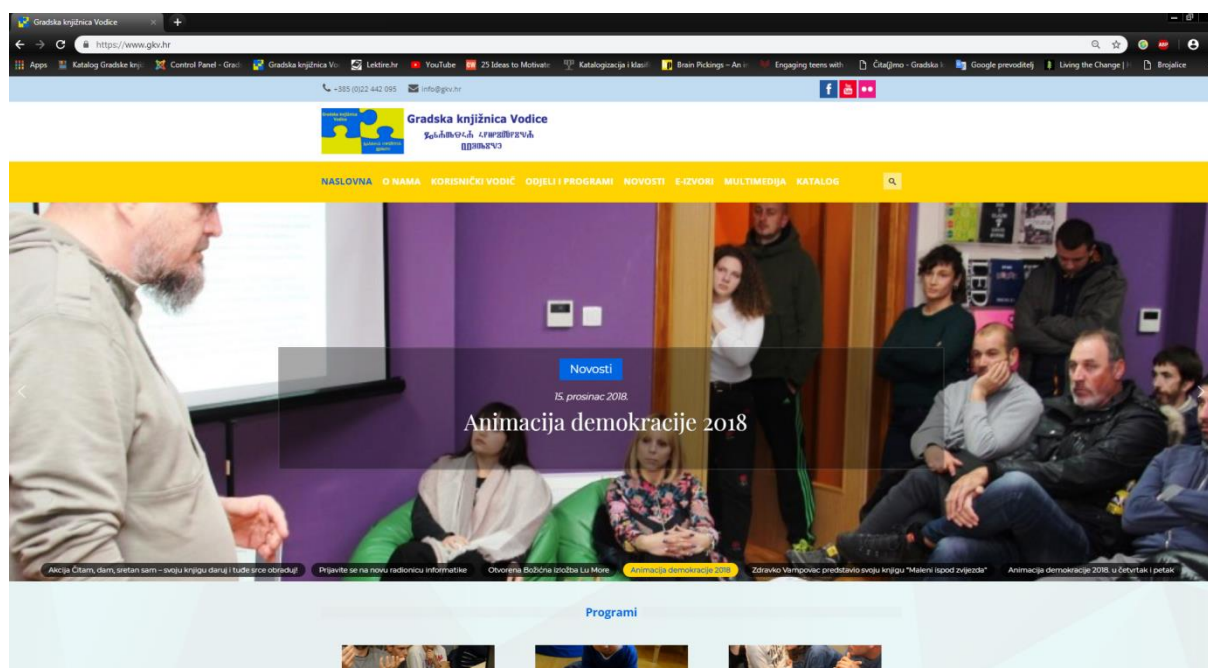 Gradska knjižnica Vodice
https://www.gkv.hr
Apps Katalog Gradske knji Control Panel - Grad Gradska knjižnica Vo Lektire.hr YouTube 25 Ideas to Motivate Katalogizacija i klasifi Brain Pickings – An in Engaging teens with Čita(j)mo - Gradska k Google prevoditelj Living the Change | Brojalice
+385 (0)22 442 095 info@gkv.hr
Gradska knjižnica Vodice
NASLOVNA O NAMA KORISNIČKI VODIČ ODJELI I PROGRAMI NOVOSTI E-IZVORI MULTIMEDIJA KATALOG
Novosti
15. prosinac 2018.
Animacija demokracije 2018
Akcija Čitam, dam, sretan sam – svoju knjigu daruj i tuđe srce obraduj! Prijavite se na novu radionicu informatike Otvorena Božićna izložba Lu More Animacija demokracije 2018 Zdravko Vampovac predstavio svoju knjigu "Maleni ispod zvijezda" Animacija demokracije 2018. u četvrtak i petak
Programi